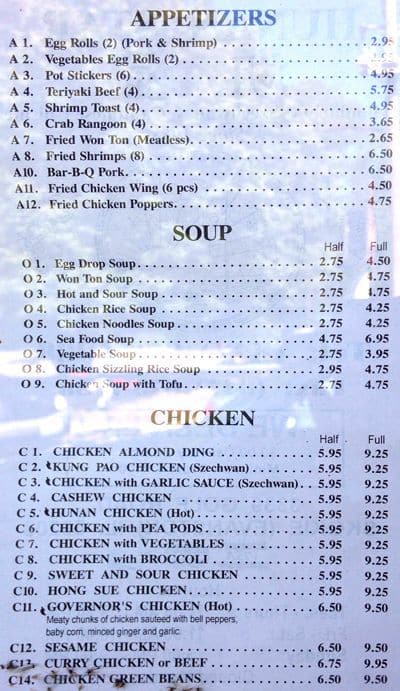 APPETIZERS
A 1. Egg Rolls (2) (Pork & Shrimp) 2.95
A 2. Vegetables Egg Rolls (2)
A 3. Pot Stickers (6) 4.95
A 4. Teriyaki Beef (4) 5.75
A 5. Shrimp Toast (4) 4.95
A 6. Crab Rangoon (4) 3.65
A 7. Fried Won Ton (Meatless) 2.65
A 8. Fried Shrimps (8) 6.50
A10. Bar-B-Q Pork 6.50
A11. Fried Chicken Wing (6 pcs) 4.50
A12. Fried Chicken Poppers 4.75
SOUP
Half Full
O 1. Egg Drop Soup 2.75 4.50
O 2. Won Ton Soup 2.75 4.75
O 3. Hot and Sour Soup 2.75 4.75
O 4. Chicken Rice Soup 2.75 4.25
O 5. Chicken Noodles Soup 2.75 4.25
O 6. Sea Food Soup 4.75 6.95
O 7. Vegetable Soup 2.75 3.95
O 8. Chicken Sizzling Rice Soup 2.95 4.75
O 9. Chicken Soup with Tofu 2.75 4.75
CHICKEN
Half Full
C 1. CHICKEN ALMOND DING 5.95 9.25
C 2. KUNG PAO CHICKEN (Szechwan) 5.95 9.25
C 3. CHICKEN with GARLIC SAUCE (Szechwan) 5.95 9.25
C 4. CASHEW CHICKEN 5.95 9.25
C 5. HUNAN CHICKEN (Hot) 5.95 9.25
C 6. CHICKEN with PEA PODS 5.95 9.25
C 7. CHICKEN with VEGETABLES 5.95 9.25
C 8. CHICKEN with BROCCOLI 5.95 9.25
C 9. SWEET AND SOUR CHICKEN 5.95 9.25
C10. HONG SUE CHICKEN 5.95 9.25
C11. GOVERNOR'S CHICKEN (Hot) 6.50 9.50
Meaty chunks of chicken sauteed with bell peppers,
baby corn, minced ginger and garlic.
C12. SESAME CHICKEN 6.50 9.50
C13. CURRY CHICKEN or BEEF 6.75 9.95
C14. CHICKEN GREEN BEANS 6.50 9.50